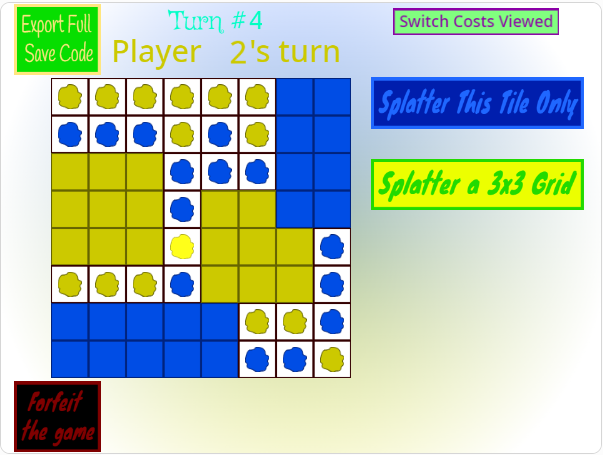 Export Full
Save Code
Turn #4
Player 2's turn
Switch Costs Viewed
Splatter This Tile Only
Splatter a 3x3 Grid
Forfeit
the game